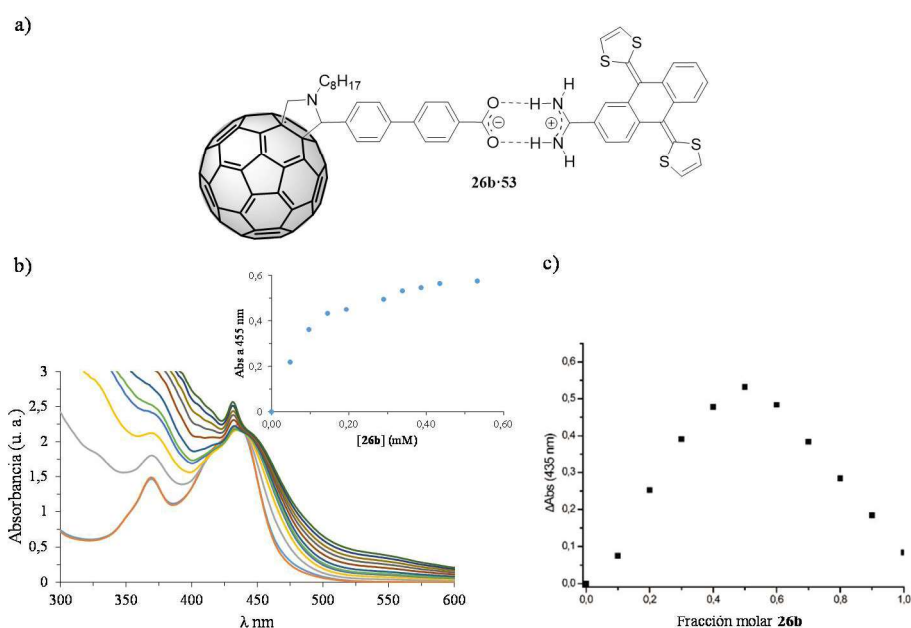 a)
C₈H₁₇
N
O
O
⊖
H
H-N
⊕
H-N
H
S
S
S
S
26b·53
b)
Abs a 455 nm
0,6
0,4
0,2
0
0,00
0,20
0,40
0,60
[26b] (mM)
Absorbancia (u. a.)
3
2,5
2
1,5
1
0,5
0
300
350
400
450
500
550
600
λ nm
c)
ΔAbs (435 nm)
0,6
0,5
0,4
0,3
0,2
0,1
0,0
0,0
0,2
0,4
0,6
0,8
1,0
Fracción molar 26b